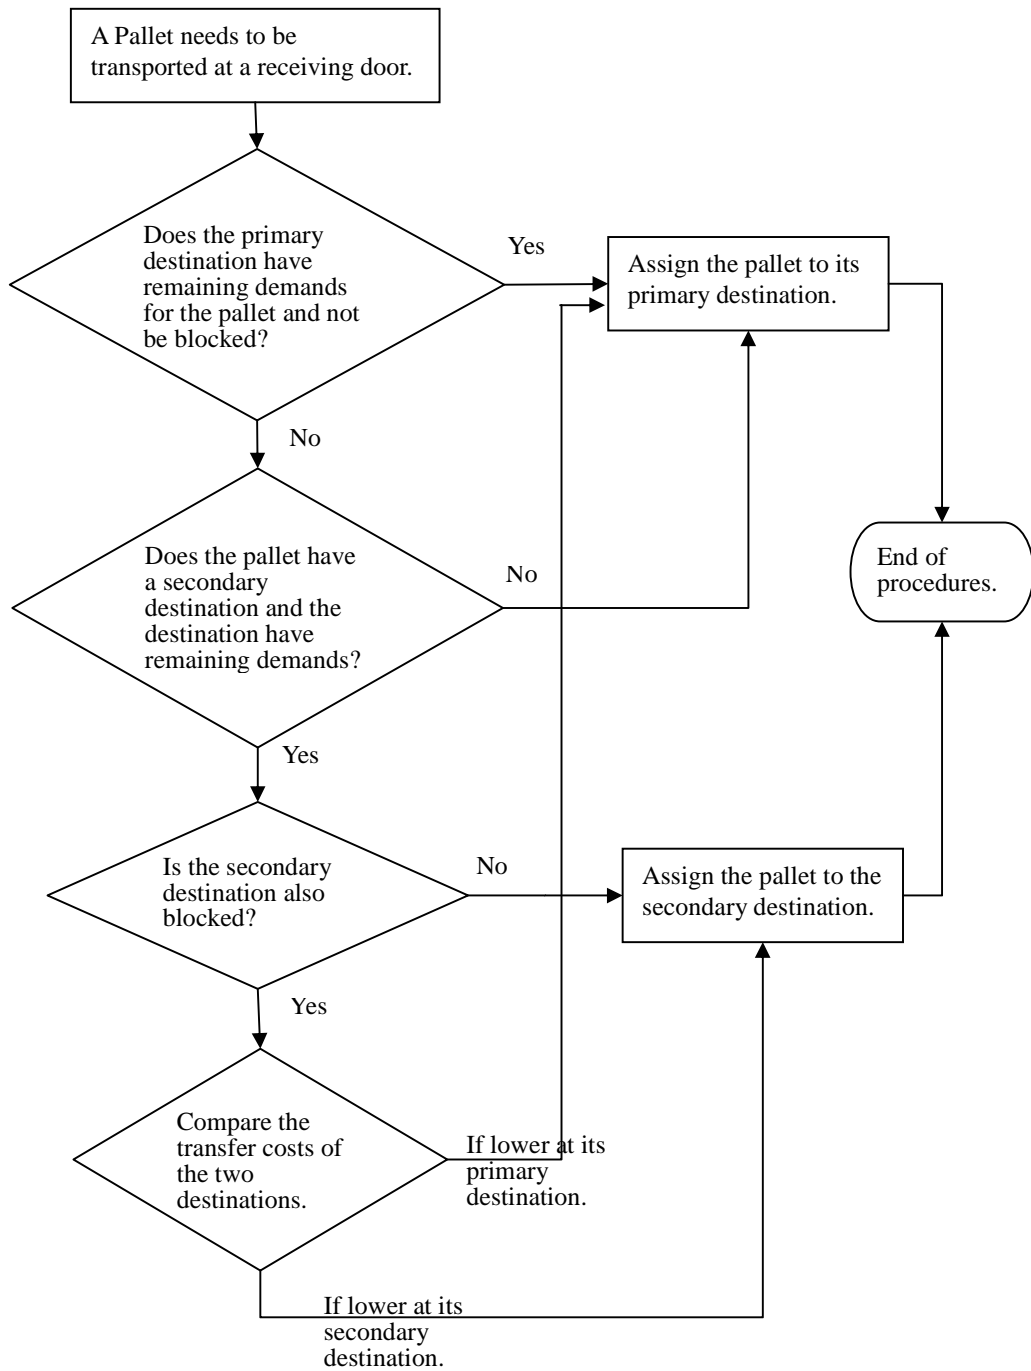 A Pallet needs to be
transported at a receiving door.
Does the primary
destination have
remaining demands
for the pallet and not
be blocked?
Yes
Assign the pallet to its
primary destination.
No
Does the pallet have
a secondary
destination and the
destination have
remaining demands?
No
End of
procedures.
Yes
Is the secondary
destination also
blocked?
No
Assign the pallet to the
secondary destination.
Yes
Compare the
transfer costs of
the two
destinations.
If lower at its
primary
destination.
If lower at its
secondary
destination.